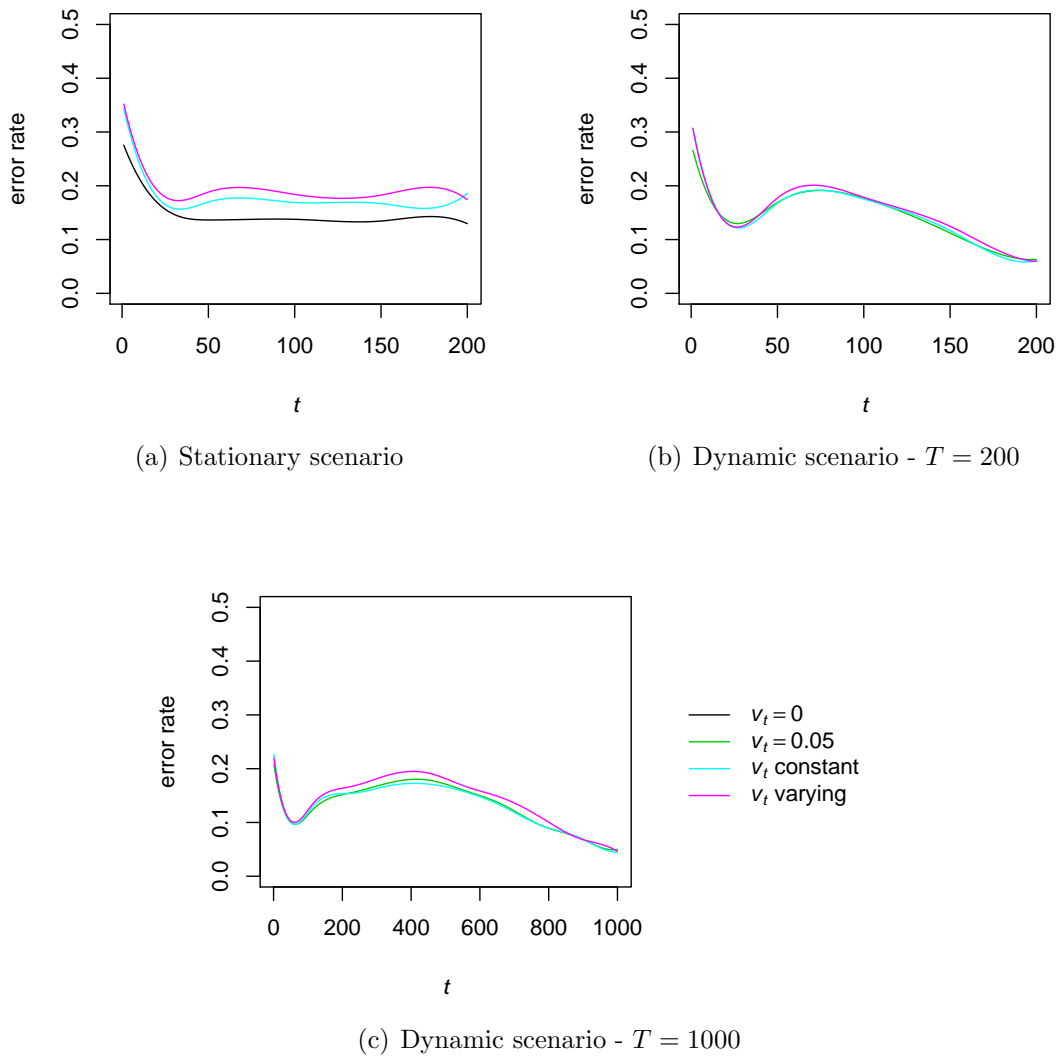 0.0 0.1 0.2 0.3 0.4 0.5
error rate
0 50 100 150 200
t
(a) Stationary scenario
0.0 0.1 0.2 0.3 0.4 0.5
error rate
0 50 100 150 200
t
(b) Dynamic scenario - T = 200
0.0 0.1 0.2 0.3 0.4 0.5
error rate
0 200 400 600 800 1000
t
v_t = 0
v_t = 0.05
v_t constant
v_t varying
(c) Dynamic scenario - T = 1000